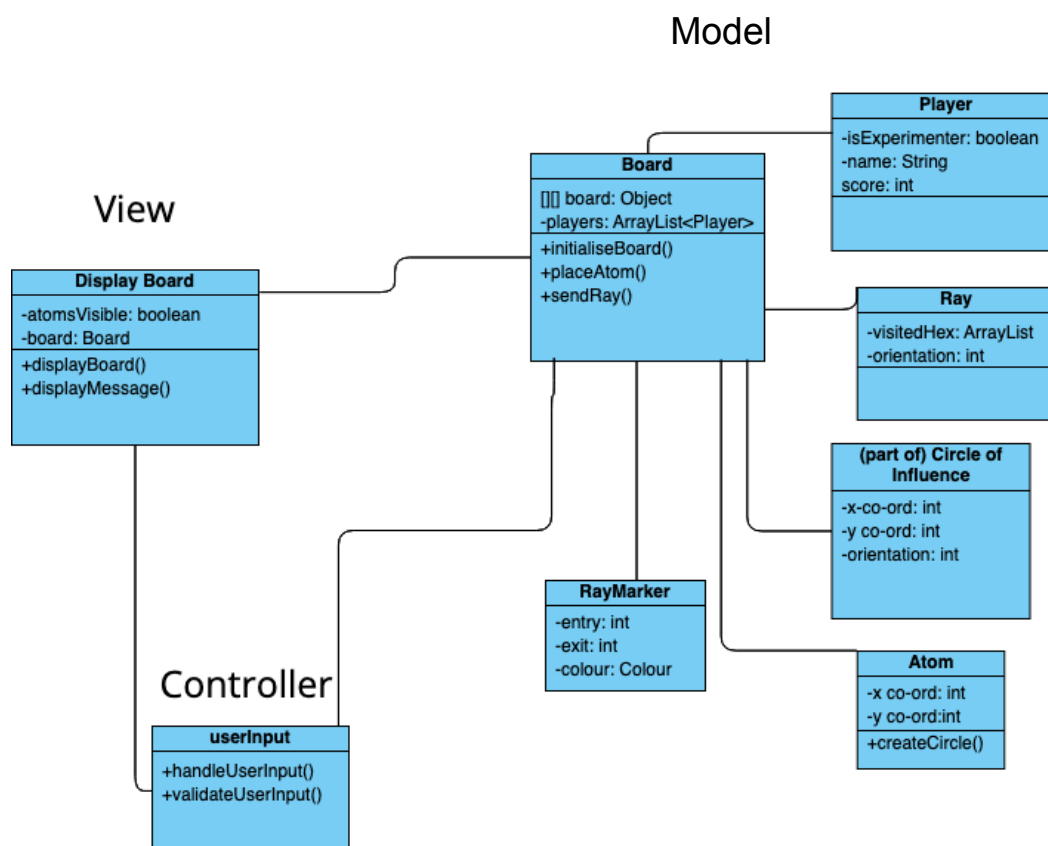 Model
Player
-isExperimenter: boolean
-name: String
score: int
Board
[][] board: Object
-players: ArrayList<Player>
+initialiseBoard()
+placeAtom()
+sendRay()
View
Display Board
-atomsVisible: boolean
-board: Board
+displayBoard()
+displayMessage()
Ray
-visitedHex: ArrayList
-orientation: int
(part of) Circle of
Influence
-x-co-ord: int
-y co-ord: int
-orientation: int
RayMarker
-entry: int
-exit: int
-colour: Colour
Atom
-x co-ord: int
-y co-ord:int
+createCircle()
Controller
userInput
+handleUserInput()
+validateUserInput()